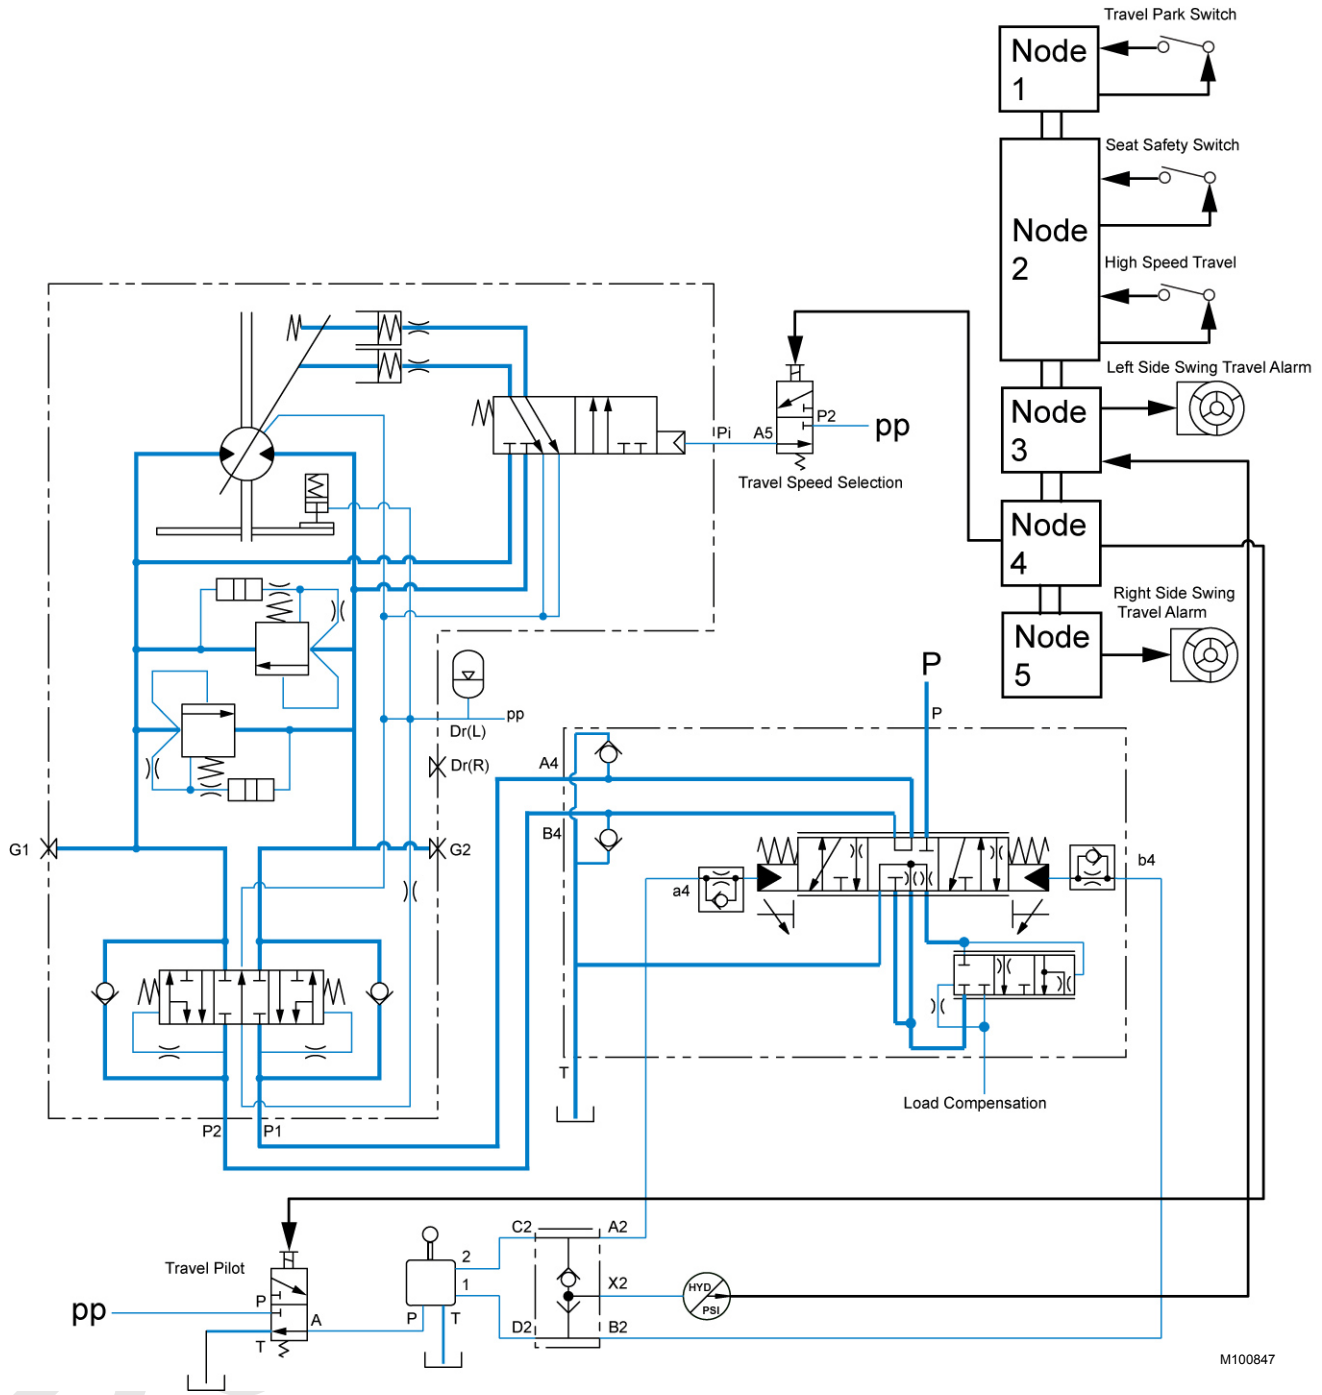 Travel Park Switch
Node
1
Seat Safety Switch
Node
2
High Speed Travel
Left Side Swing Travel Alarm
Node
3
P2
pp
Pi
A5
Travel Speed Selection
Node
4
Right Side Swing
Travel Alarm
Node
5
P
P
pp
Dr(L)
Dr(R)
A4
B4
G1
G2
a4
b4
T
Load Compensation
P2
P1
C2
A2
Travel Pilot
2
1
X2
HYD
PSI
P
pp
A
P
T
D2
B2
T
M100847